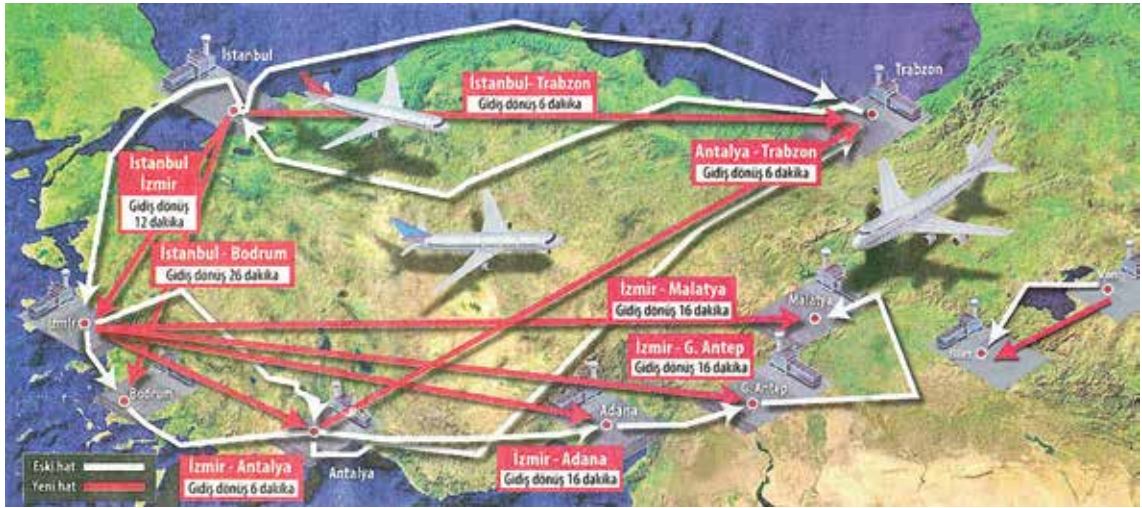 İstanbul
Trabzon
İstanbul- Trabzon
Gidiş dönüş 6 dakika
Antalya - Trabzon
Gidiş dönüş 6 dakika
İstanbul
İzmir
Gidiş dönüş
12 dakika
İstanbul - Bodrum
Gidiş dönüş 26 dakika
İzmir - Malatya
Gidiş dönüş 16 dakika
Malatya
İzmir
İzmir - G. Antep
Gidiş dönüş 16 dakika
Bodrum
G. Antep
Adana
Antalya
İzmir - Antalya
Gidiş dönüş 6 dakika
İzmir - Adana
Gidiş dönüş 16 dakika
Eski hat
Yeni hat